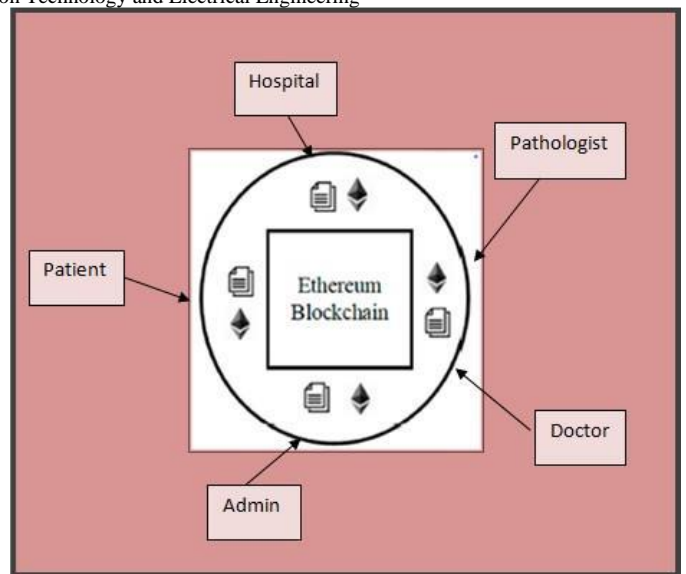 on Technology and Electrical Engineering
Hospital
Pathologist
Patient
Ethereum
Blockchain
Doctor
Admin